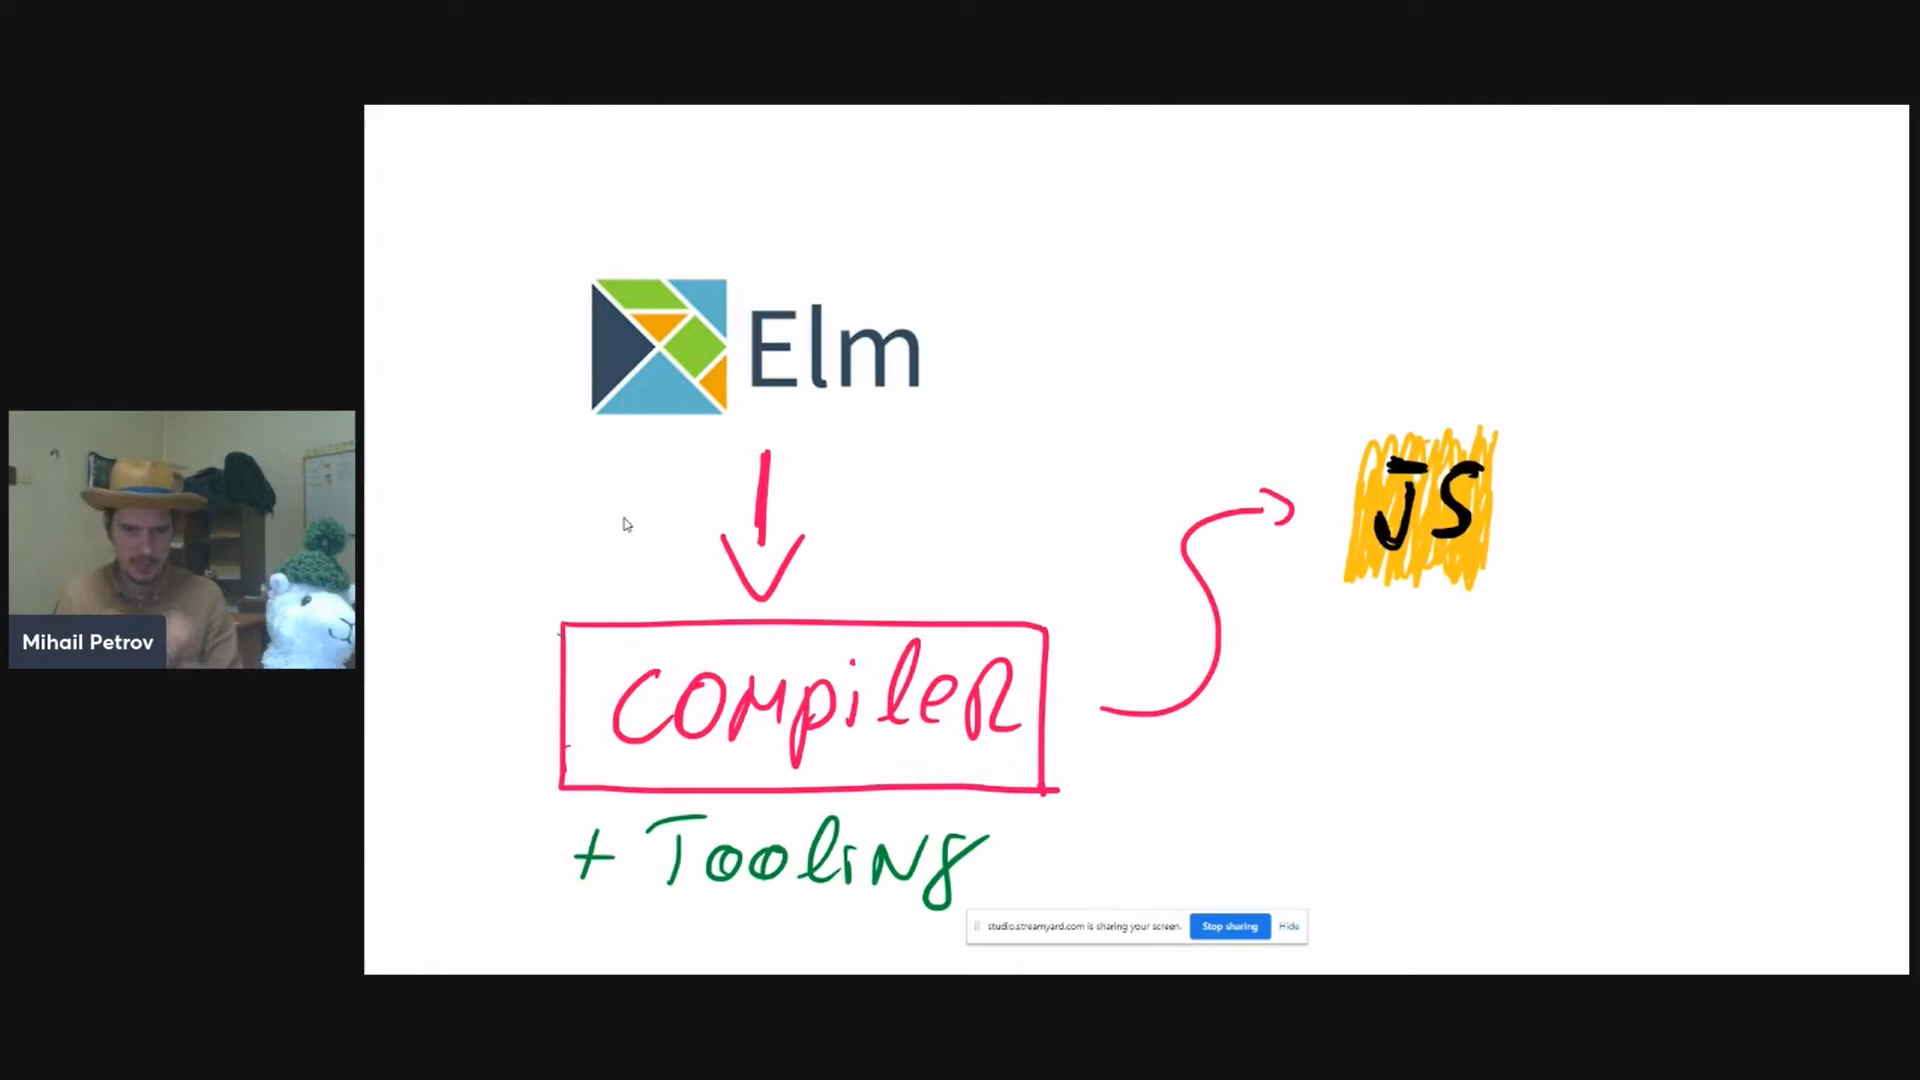 Elm
JS
Mihail Petrov
compiler
+ Tooling
studio.streamyard.com is sharing your screen.
Stop sharing
Hide